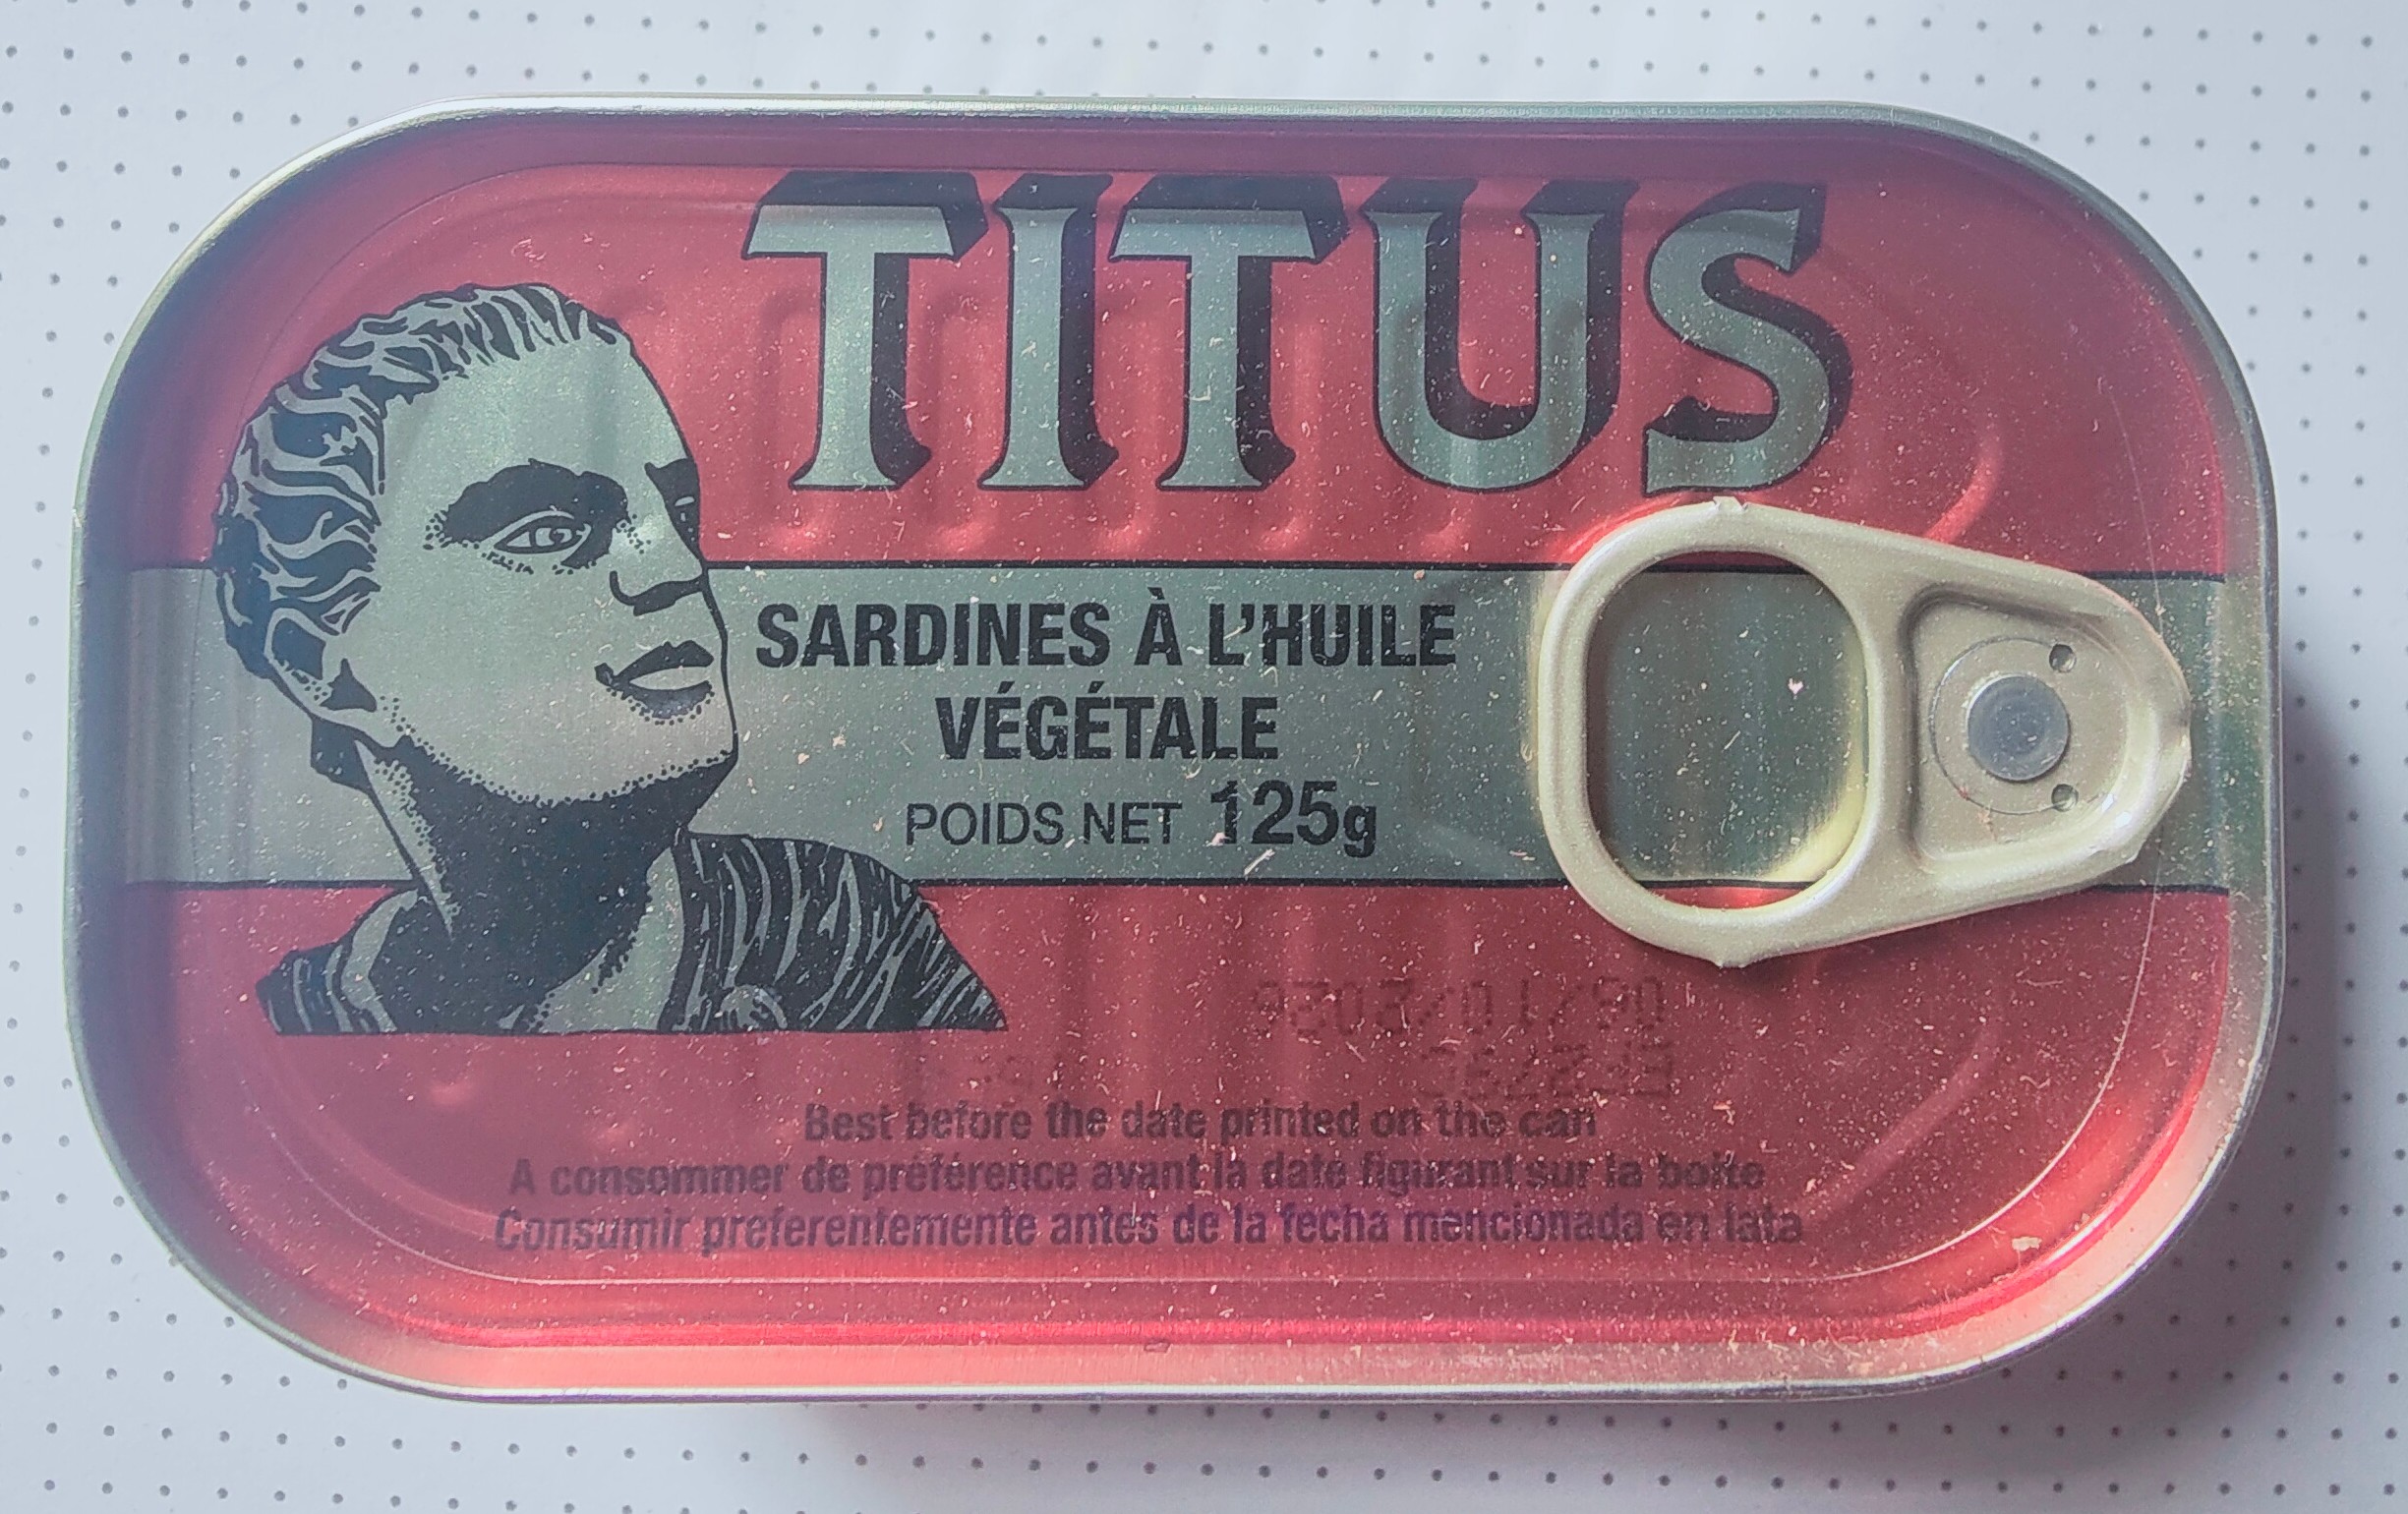 TITUS
SARDINES À L'HUILE
VÉGÉTALE
POIDS NET 125g
Best before the date printed on the can
A consommer de préférence avant la date figurant sur la boite
Consumir preferentemente antes de la fecha mencionada en lata